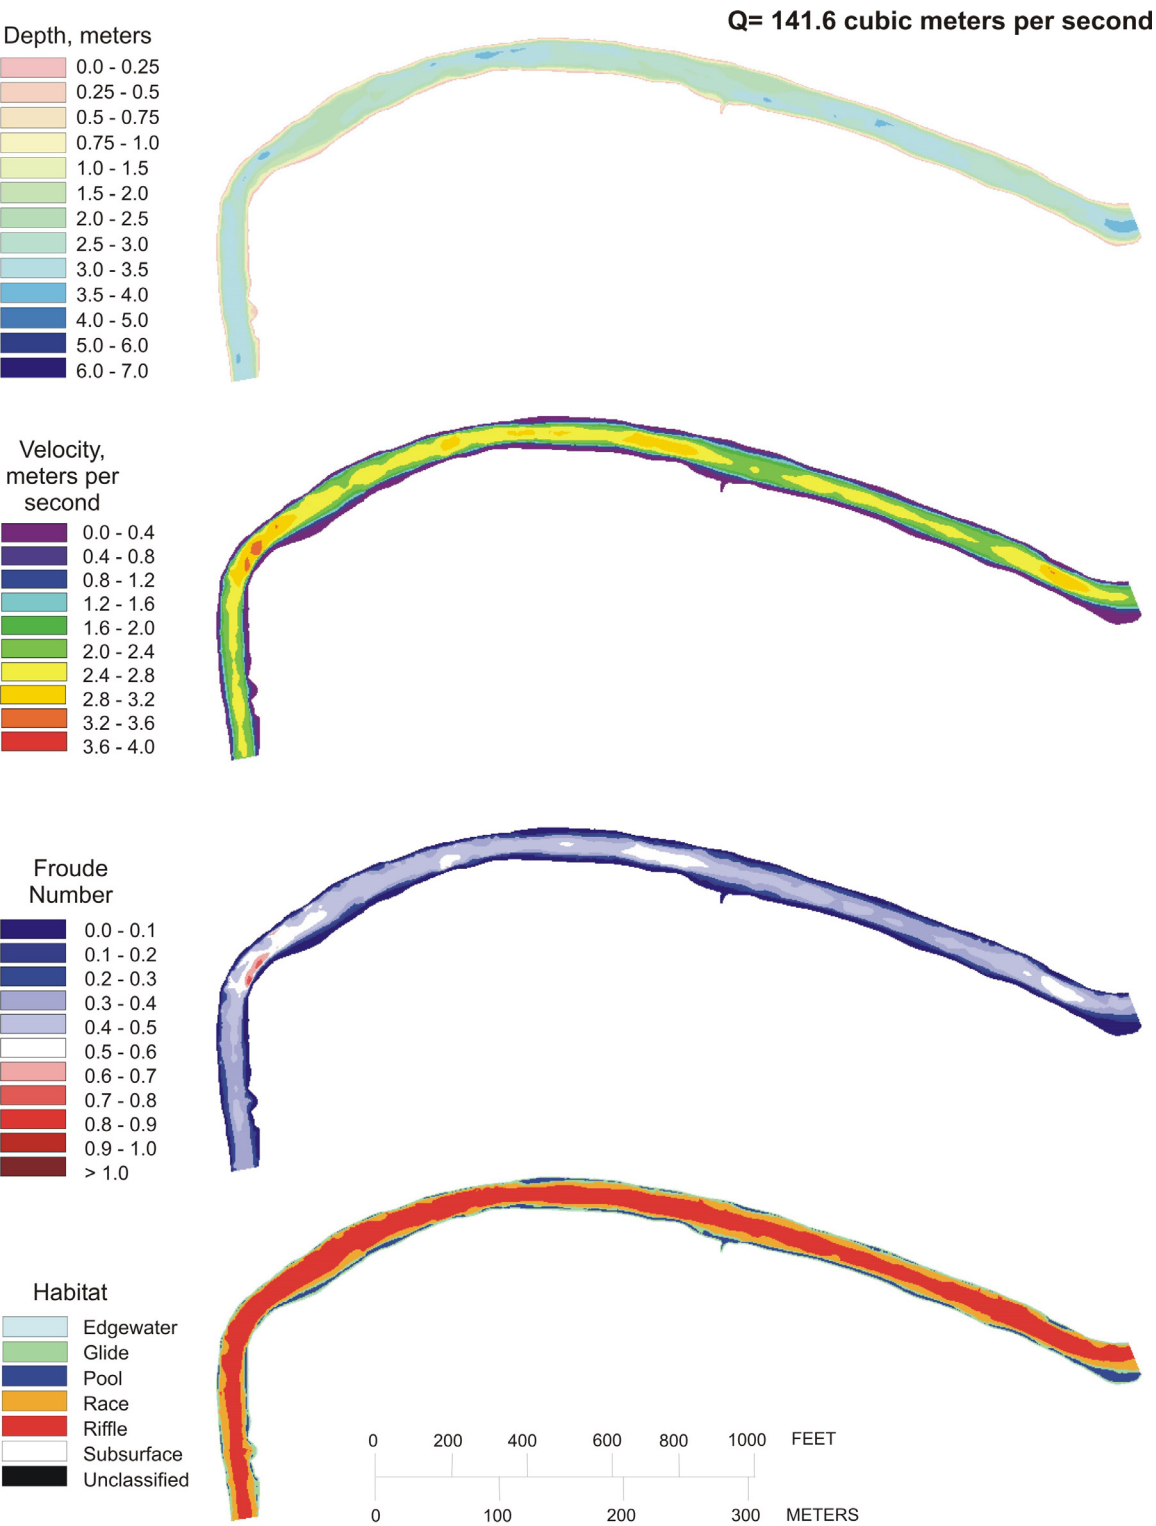 Q= 141.6 cubic meters per second
Depth, meters
0.0 - 0.25
0.25 - 0.5
0.5 - 0.75
0.75 - 1.0
1.0 - 1.5
1.5 - 2.0
2.0 - 2.5
2.5 - 3.0
3.0 - 3.5
3.5 - 4.0
4.0 - 5.0
5.0 - 6.0
6.0 - 7.0
Velocity,
meters per
second
0.0 - 0.4
0.4 - 0.8
0.8 - 1.2
1.2 - 1.6
1.6 - 2.0
2.0 - 2.4
2.4 - 2.8
2.8 - 3.2
3.2 - 3.6
3.6 - 4.0
Froude
Number
0.0 - 0.1
0.1 - 0.2
0.2 - 0.3
0.3 - 0.4
0.4 - 0.5
0.5 - 0.6
0.6 - 0.7
0.7 - 0.8
0.8 - 0.9
0.9 - 1.0
> 1.0
Habitat
Edgewater
Glide
Pool
Race
Riffle
Subsurface
Unclassified
0 200 400 600 800 1000 FEET
0 100 200 300 METERS